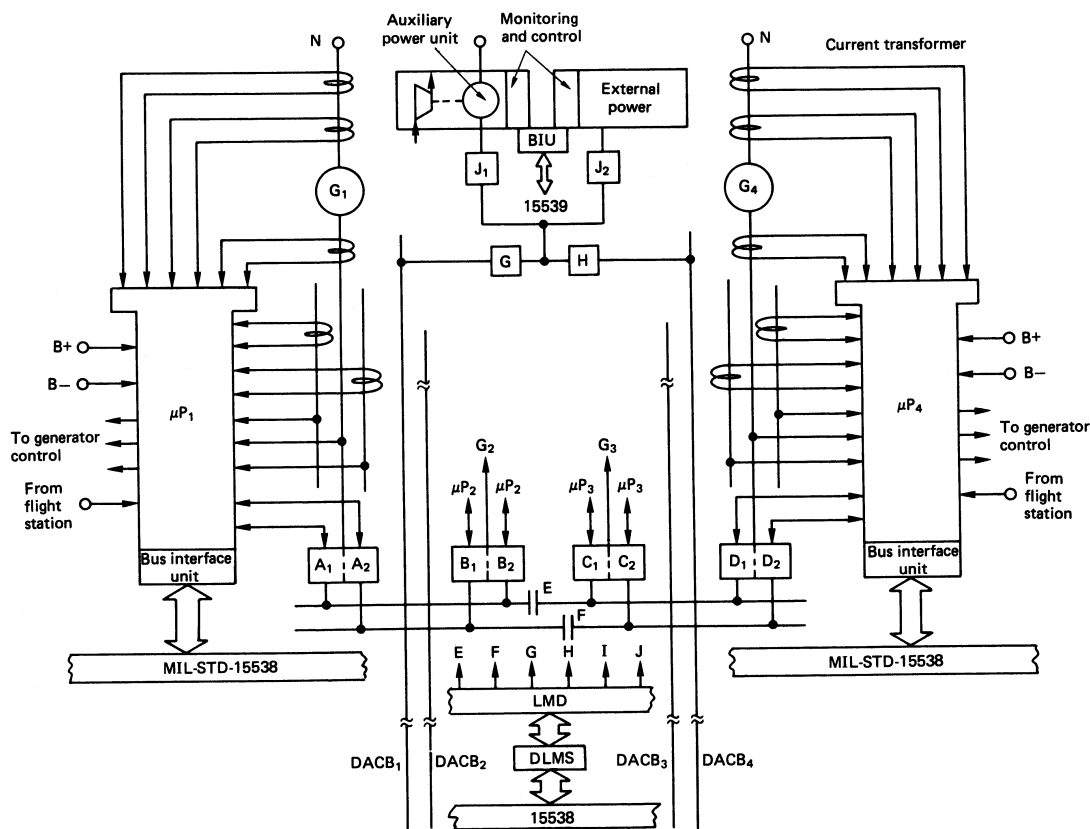 N
Auxiliary
power unit
Monitoring
and control
N
Current transformer
External
power
BIU
J₁
J₂
15539
G₁
G₄
G
H
B+
B−
μP₁
To generator
control
From
flight
station
Bus interface
unit
MIL-STD-15538
A₁
A₂
G₂
μP₂
μP₂
B₁
B₂
G₃
μP₃
μP₃
C₁
C₂
E
F
D₁
D₂
B+
B−
μP₄
To generator
control
From
flight
station
Bus interface
unit
MIL-STD-15538
E
F
G
H
I
J
LMD
DLMS
15538
DACB₁
DACB₂
DACB₃
DACB₄